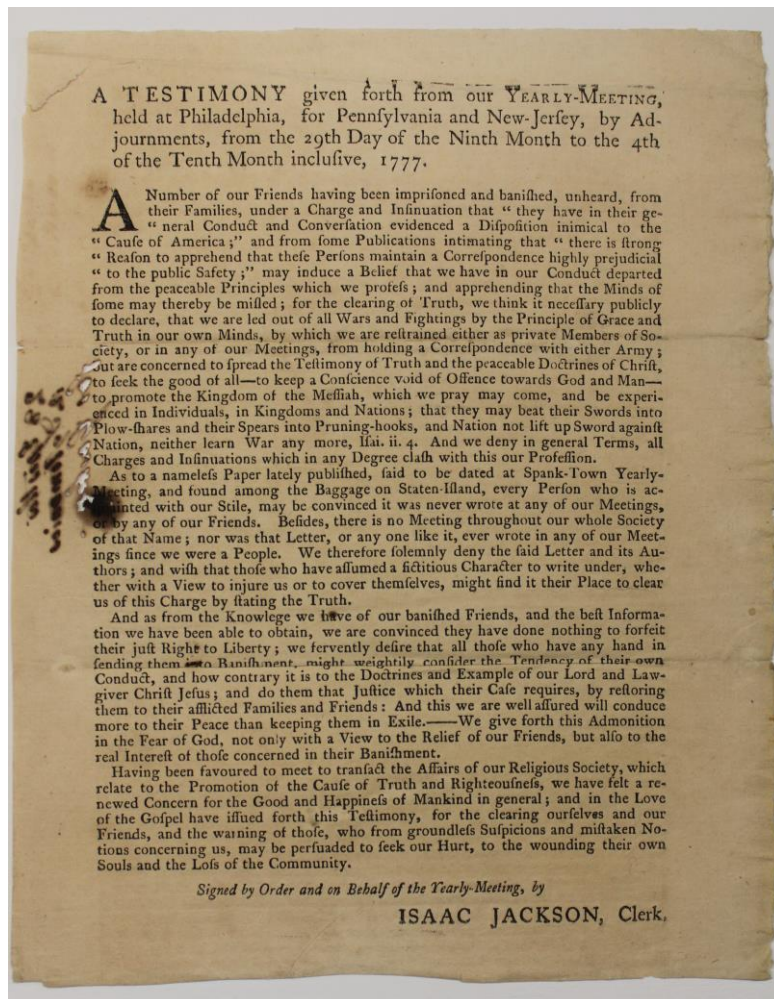 A TESTIMONY given forth from our YEARLY-MEETING,
held at Philadelphia, for Pennſylvania and New-Jerſey, by Ad-
journments, from the 29th Day of the Ninth Month to the 4th
of the Tenth Month incluſive, 1777.
A Number of our Friends having been impriſoned and baniſhed, unheard, from
their Families, under a Charge and Inſinuation that “ they have in their ge-
“ neral Conduct and Converſation evidenced a Diſpoſition inimical to the
“ Cauſe of America ;” and from ſome Publications intimating that “ there is ſtrong
“ Reaſon to apprehend that theſe Perſons maintain a Correſpondence highly prejudicial
“ to the public Safety ;” may induce a Belief that we have in our Conduct departed
from the peaceable Principles which we profeſs ; and apprehending that the Minds of
ſome may thereby be miſled ; for the clearing of Truth, we think it neceſſary publicly
to declare, that we are led out of all Wars and Fightings by the Principle of Grace and
Truth in our own Minds, by which we are reſtrained either as private Members of So-
ciety, or in any of our Meetings, from holding a Correſpondence with either Army ;
but are concerned to ſpread the Teſtimony of Truth and the peaceable Doctrines of Chriſt,
to ſeek the good of all—to keep a Conſcience void of Offence towards God and Man—
to promote the Kingdom of the Meſſiah, which we pray may come, and be experi-
enced in Individuals, in Kingdoms and Nations ; that they may beat their Swords into
Plow-ſhares and their Spears into Pruning-hooks, and Nation not lift up Sword againſt
Nation, neither learn War any more, Iſai. ii. 4. And we deny in general Terms, all
Charges and Inſinuations which in any Degree claſh with this our Profeſſion.
As to a nameleſs Paper lately publiſhed, ſaid to be dated at Spank-Town Yearly-
Meeting, and found among the Baggage on Staten-Iſland, every Perſon who is ac-
quainted with our Stile, may be convinced it was never wrote at any of our Meetings,
or by any of our Friends. Beſides, there is no Meeting throughout our whole Society
of that Name ; nor was that Letter, or any one like it, ever wrote in any of our Meet-
ings ſince we were a People. We therefore ſolemnly deny the ſaid Letter and its Au-
thors ; and wiſh that thoſe who have aſſumed a fictitious Character to write under, whe-
ther with a View to injure us or to cover themſelves, might find it their Place to clear
us of this Charge by ſtating the Truth.
And as from the Knowlege we have of our baniſhed Friends, and the beſt Informa-
tion we have been able to obtain, we are convinced they have done nothing to forfeit
their juſt Right to Liberty ; we fervently deſire that all thoſe who have any hand in
ſending them into Baniſhment, might weightily conſider the Tendency of their own
Conduct, and how contrary it is to the Doctrines and Example of our Lord and Law-
giver Chriſt Jeſus ; and do them that Juſtice which their Caſe requires, by reſtoring
them to their afflicted Families and Friends : And this we are well aſſured will conduce
more to their Peace than keeping them in Exile.——We give forth this Admonition
in the Fear of God, not only with a View to the Relief of our Friends, but alſo to the
real Intereſt of thoſe concerned in their Baniſhment.
Having been favoured to meet to tranſact the Affairs of our Religious Society, which
relate to the Promotion of the Cauſe of Truth and Righteouſneſs, we have felt a re-
newed Concern for the Good and Happineſs of Mankind in general ; and in the Love
of the Goſpel have iſſued forth this Teſtimony, for the clearing ourſelves and our
Friends, and the warning of thoſe, who from groundleſs Suſpicions and miſtaken No-
tions concerning us, may be perſuaded to ſeek our Hurt, to the wounding their own
Souls and the Loſs of the Community.
Signed by Order and on Behalf of the Yearly-Meeting, by
ISAAC JACKSON, Clerk.